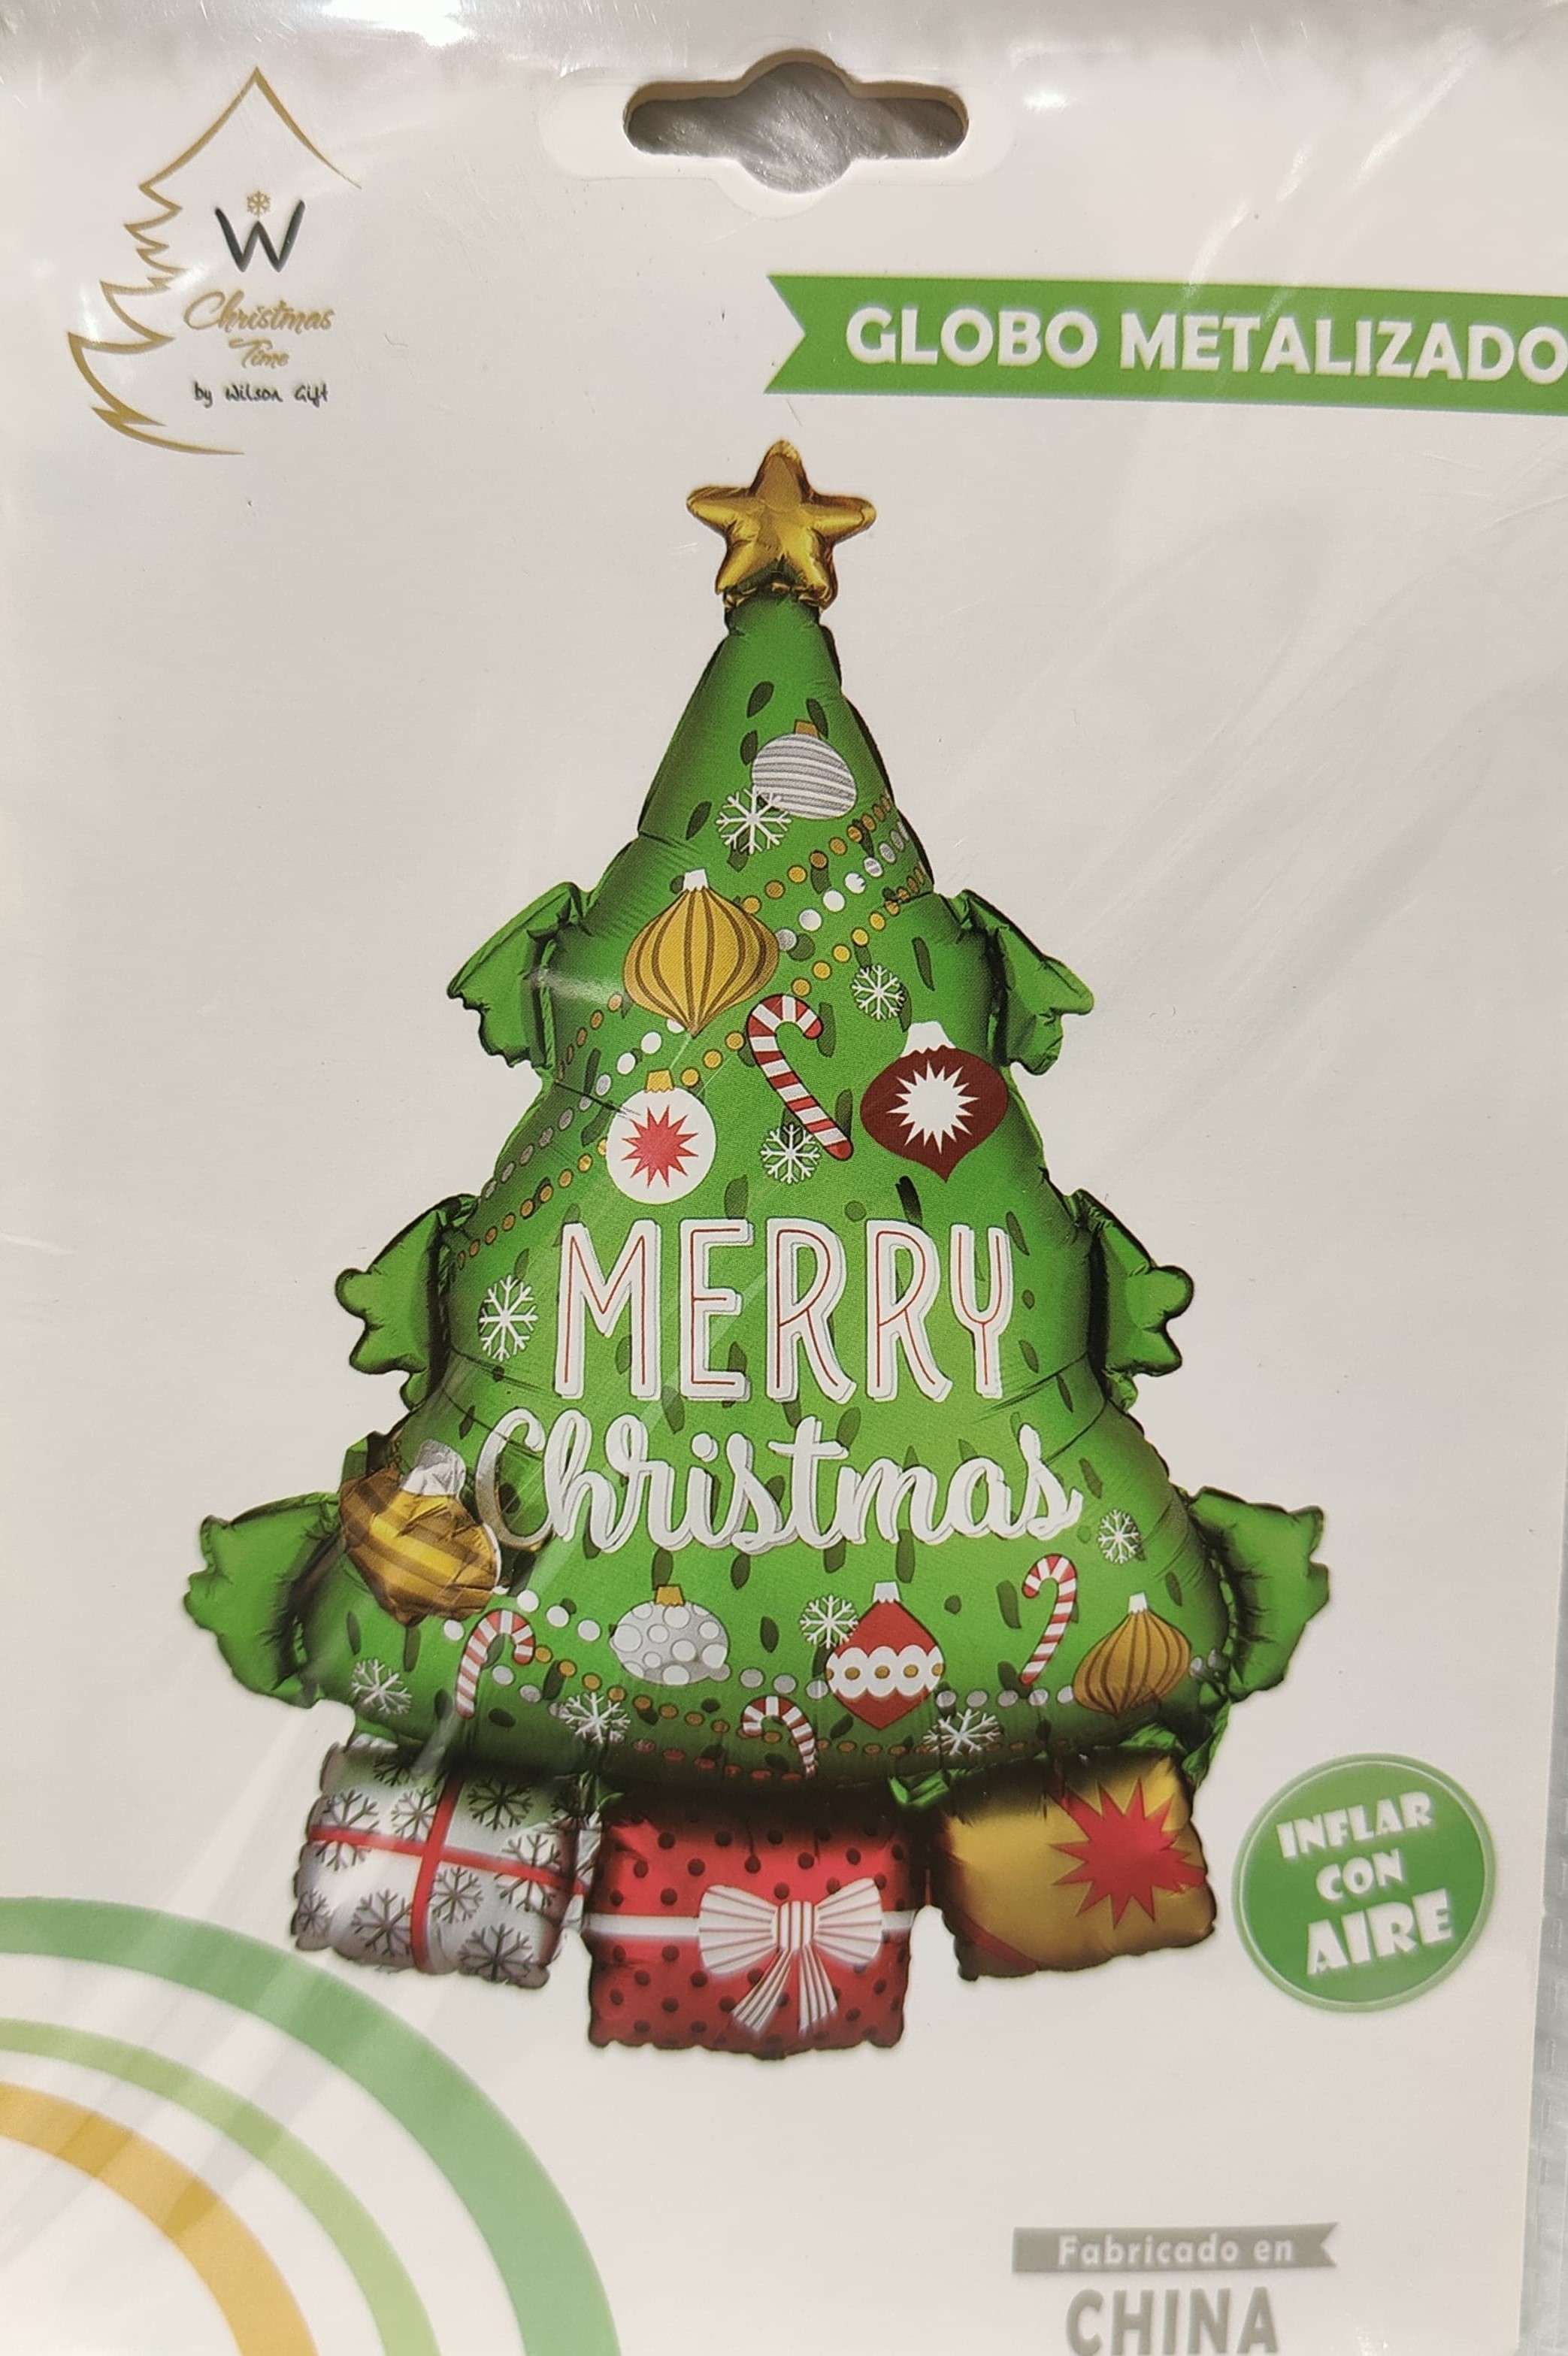 W
Christmas
Time
by Wilson Gift
GLOBO METALIZADO
MERRY
Christmas
INFLAR
CON
AIRE
Fabricado en
CHINA